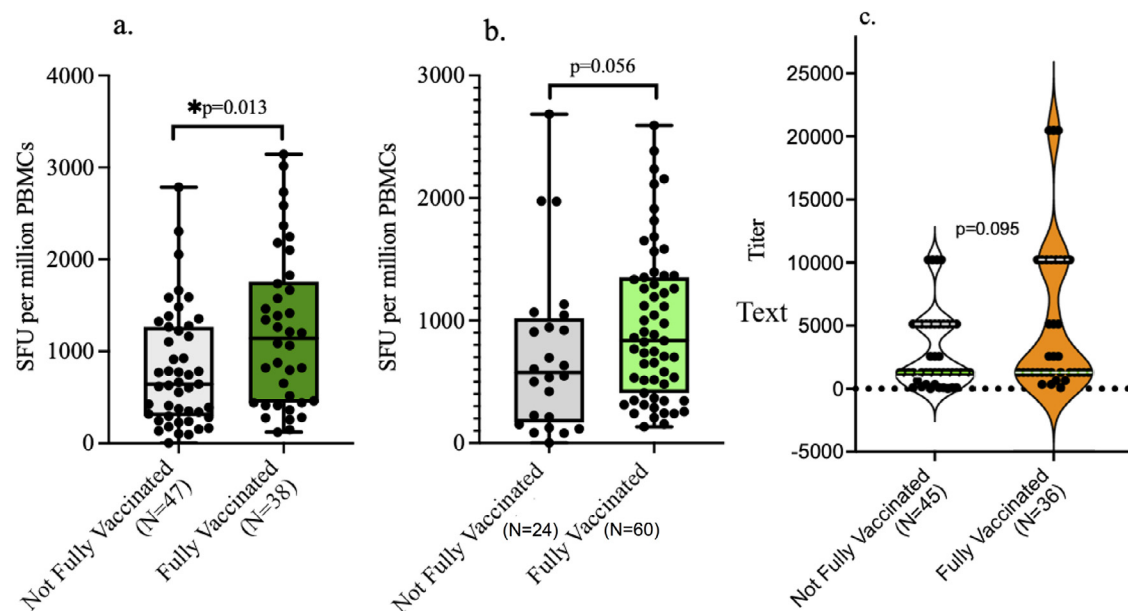 a.
SFU per million PBMCs
4000
3000
2000
1000
0
✱p=0.013
Not Fully Vaccinated
(N=47)
Fully Vaccinated
(N=38)
b.
SFU per million PBMCs
3000
2000
1000
0
p=0.056
Not Fully Vaccinated
(N=24)
Fully Vaccinated
(N=60)
c.
Titer
Text
25000
20000
15000
10000
5000
0
-5000
p=0.095
Not Fully Vaccinated
(N=45)
Fully Vaccinated
(N=36)